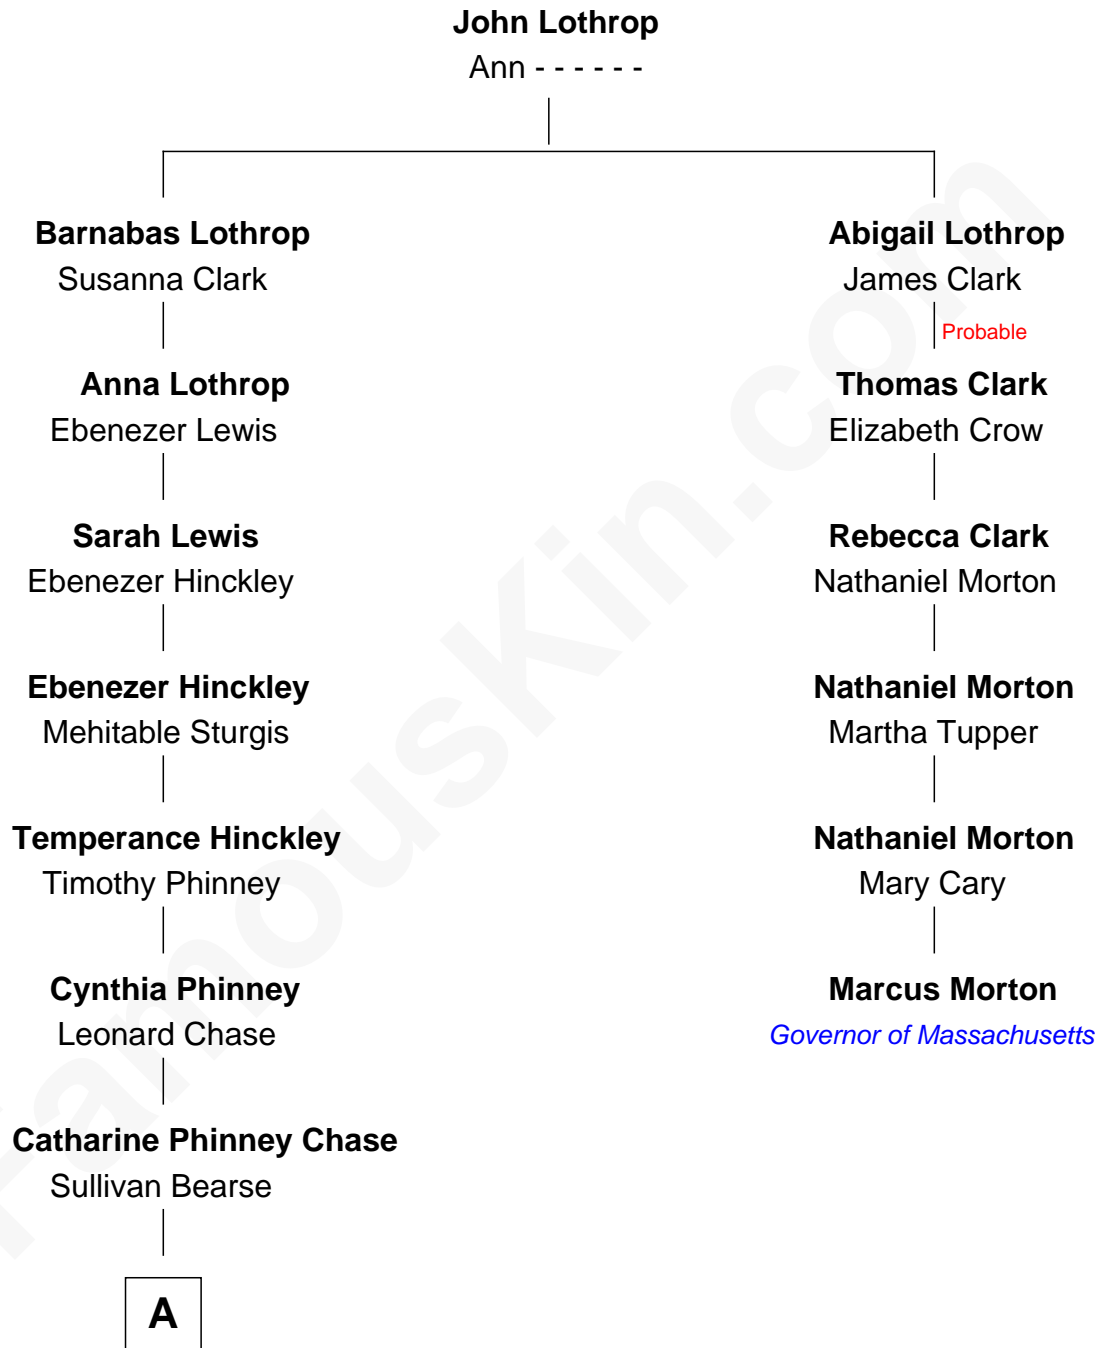 John Lothrop
Ann - - - - - -
Barnabas Lothrop
Susanna Clark
Abigail Lothrop
James Clark
Probable
Anna Lothrop
Ebenezer Lewis
Thomas Clark
Elizabeth Crow
Sarah Lewis
Ebenezer Hinckley
Rebecca Clark
Nathaniel Morton
Ebenezer Hinckley
Mehitable Sturgis
Nathaniel Morton
Martha Tupper
Temperance Hinckley
Timothy Phinney
Nathaniel Morton
Mary Cary
Cynthia Phinney
Leonard Chase
Marcus Morton
Governor of Massachusetts
Catharine Phinney Chase
Sullivan Bearse
A
FamousKin.com